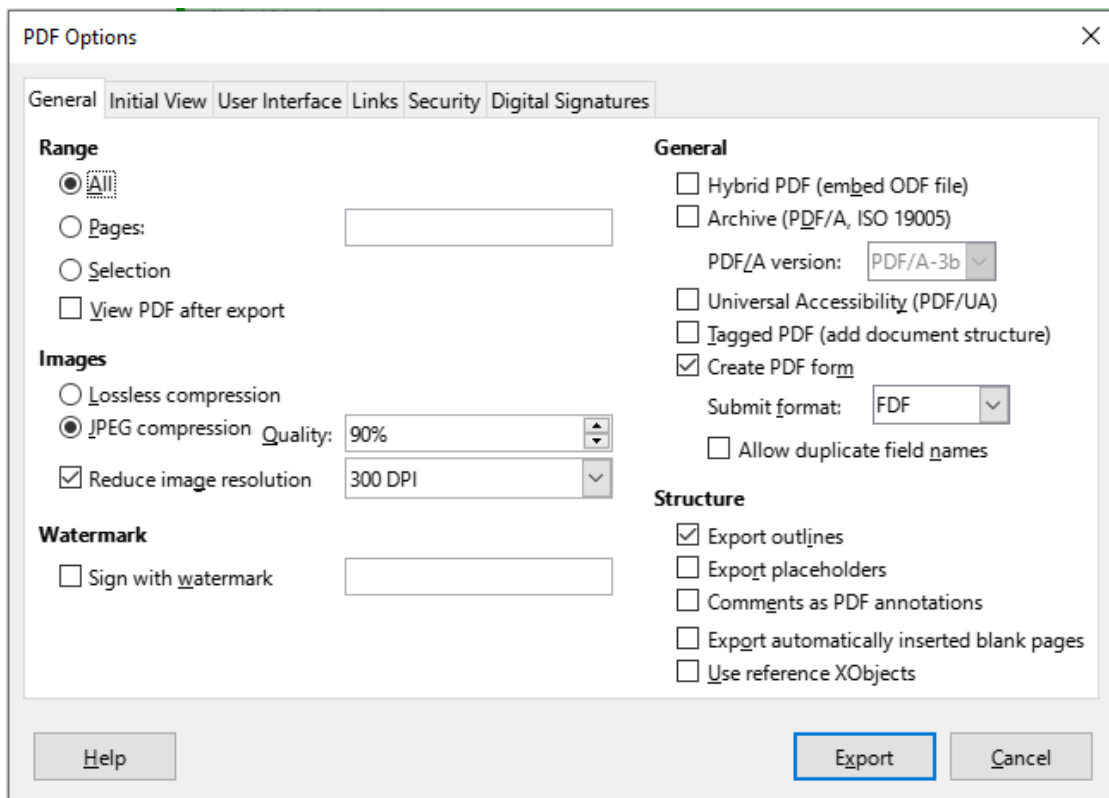 PDF Options
General Initial View User Interface Links Security Digital Signatures
Range
All
Pages:
Selection
View PDF after export
Images
Lossless compression
JPEG compression Quality: 90%
Reduce image resolution 300 DPI
Watermark
Sign with watermark
General
Hybrid PDF (embed ODF file)
Archive (PDF/A, ISO 19005)
PDF/A version: PDF/A-3b
Universal Accessibility (PDF/UA)
Tagged PDF (add document structure)
Create PDF form
Submit format: FDF
Allow duplicate field names
Structure
Export outlines
Export placeholders
Comments as PDF annotations
Export automatically inserted blank pages
Use reference XObjects
Help Export Cancel